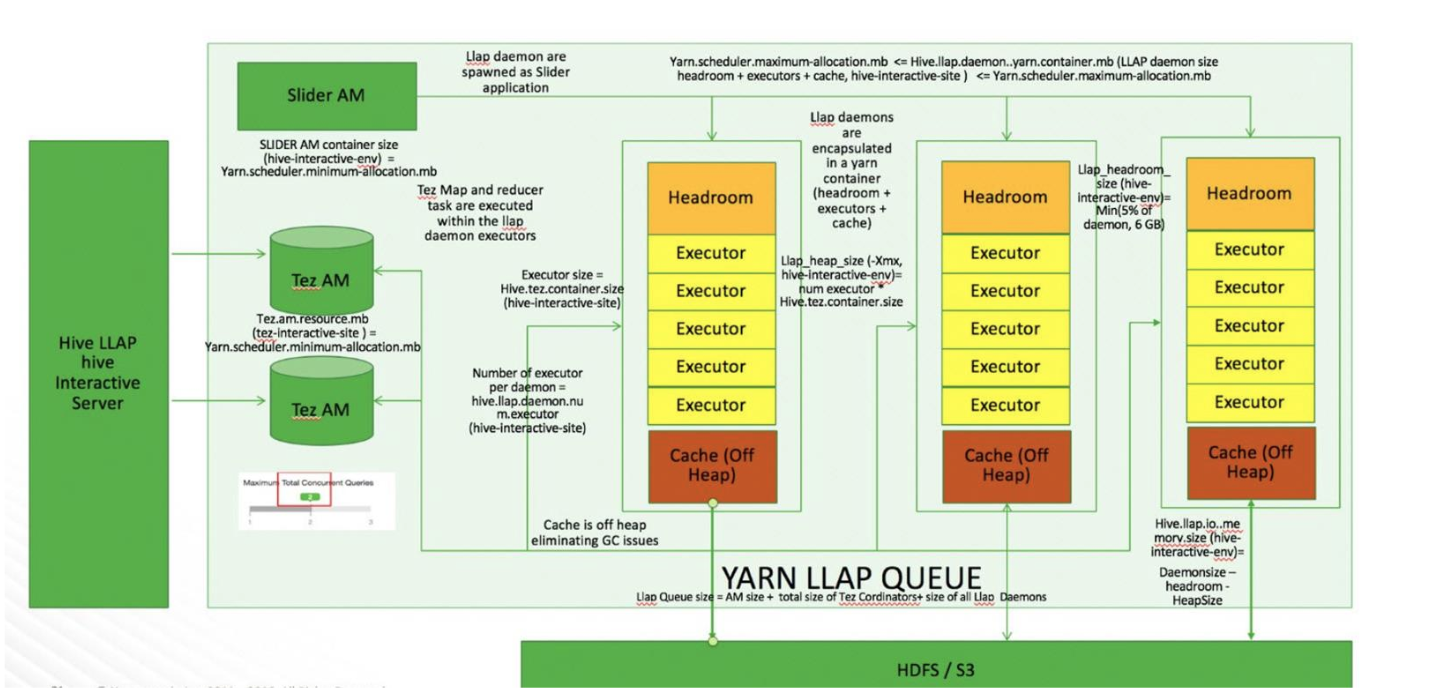 Llap daemon are
spawned as Slider
application
Yarn.scheduler.maximum-allocation.mb <= Hive.llap.daemon..yarn.container.mb (LLAP daemon size
headroom + executors + cache, hive-interactive-site ) <= Yarn.scheduler.maximum-allocation.mb
Slider AM
SLIDER AM container size
(hive-interactive-env) =
Yarn.scheduler.minimum-allocation.mb
Tez Map and reducer
task are executed
within the llap
daemon executors
Llap daemons
are
encapsulated
in a yarn
container
(headroom +
executors +
cache)
Llap_headroom_
size (hive-
interactive-env)=
Min(5% of
daemon, 6 GB)
Hive LLAP
hive
Interactive
Server
Tez AM
Tez.am.resource.mb
(tez-interactive-site ) =
Yarn.scheduler.minimum-allocation.mb
Tez AM
Maximum Total Concurrent Queries
2
1
2
3
Executor size =
Hive.tez.container.size
(hive-interactive-site)
Number of executor
per daemon =
hive.llap.daemon.nu
m.executor
(hive-interactive-site)
Headroom
Executor
Executor
Executor
Executor
Executor
Cache (Off
Heap)
Llap_heap_size (-Xmx,
hive-interactive-env)=
num executor *
Hive.tez.container.size
Headroom
Executor
Executor
Executor
Executor
Executor
Cache (Off
Heap)
Headroom
Executor
Executor
Executor
Executor
Executor
Cache (Off
Heap)
Cache is off heap
eliminating GC issues
Hive.llap.io..me
mory.size (hive-
interactive-env)=
Daemonsize –
headroom -
HeapSize
YARN LLAP QUEUE
Llap Queue size = AM size + total size of Tez Cordinators+ size of all Llap Daemons
HDFS / S3